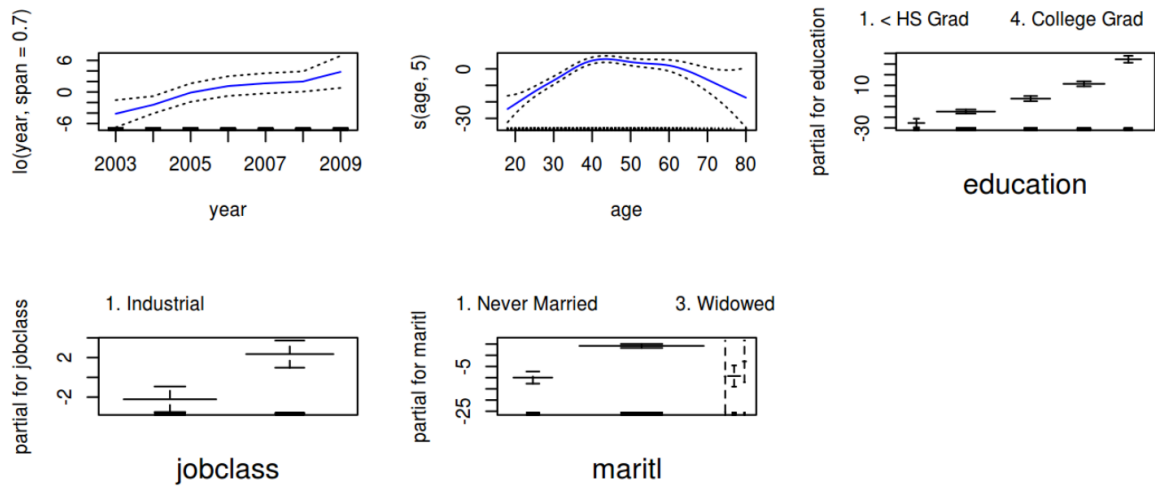 lo(year, span = 0.7)
6
0
-6
2003 2005 2007 2009
year
s(age, 5)
0
-30
20 30 40 50 60 70 80
age
1. < HS Grad 4. College Grad
partial for education
10
-30
education
1. Industrial
partial for jobclass
2
-2
jobclass
1. Never Married 3. Widowed
partial for maritl
-5
-25
maritl